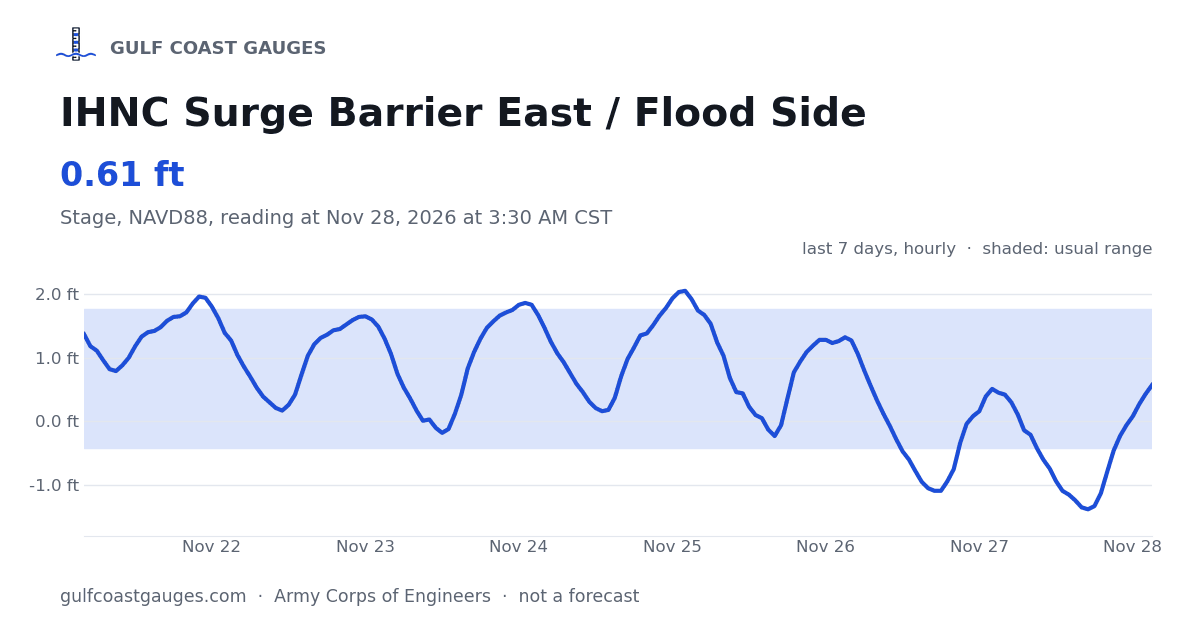 GULF COAST GAUGES
IHNC Surge Barrier East / Flood Side
0.61 ft
Stage, NAVD88, reading at Nov 28, 2026 at 3:30 AM CST
last 7 days, hourly · shaded: usual range
2.0 ft
1.0 ft
0.0 ft
-1.0 ft
Nov 22 Nov 23 Nov 24 Nov 25 Nov 26 Nov 27 Nov 28
gulfcoastgauges.com · Army Corps of Engineers · not a forecast